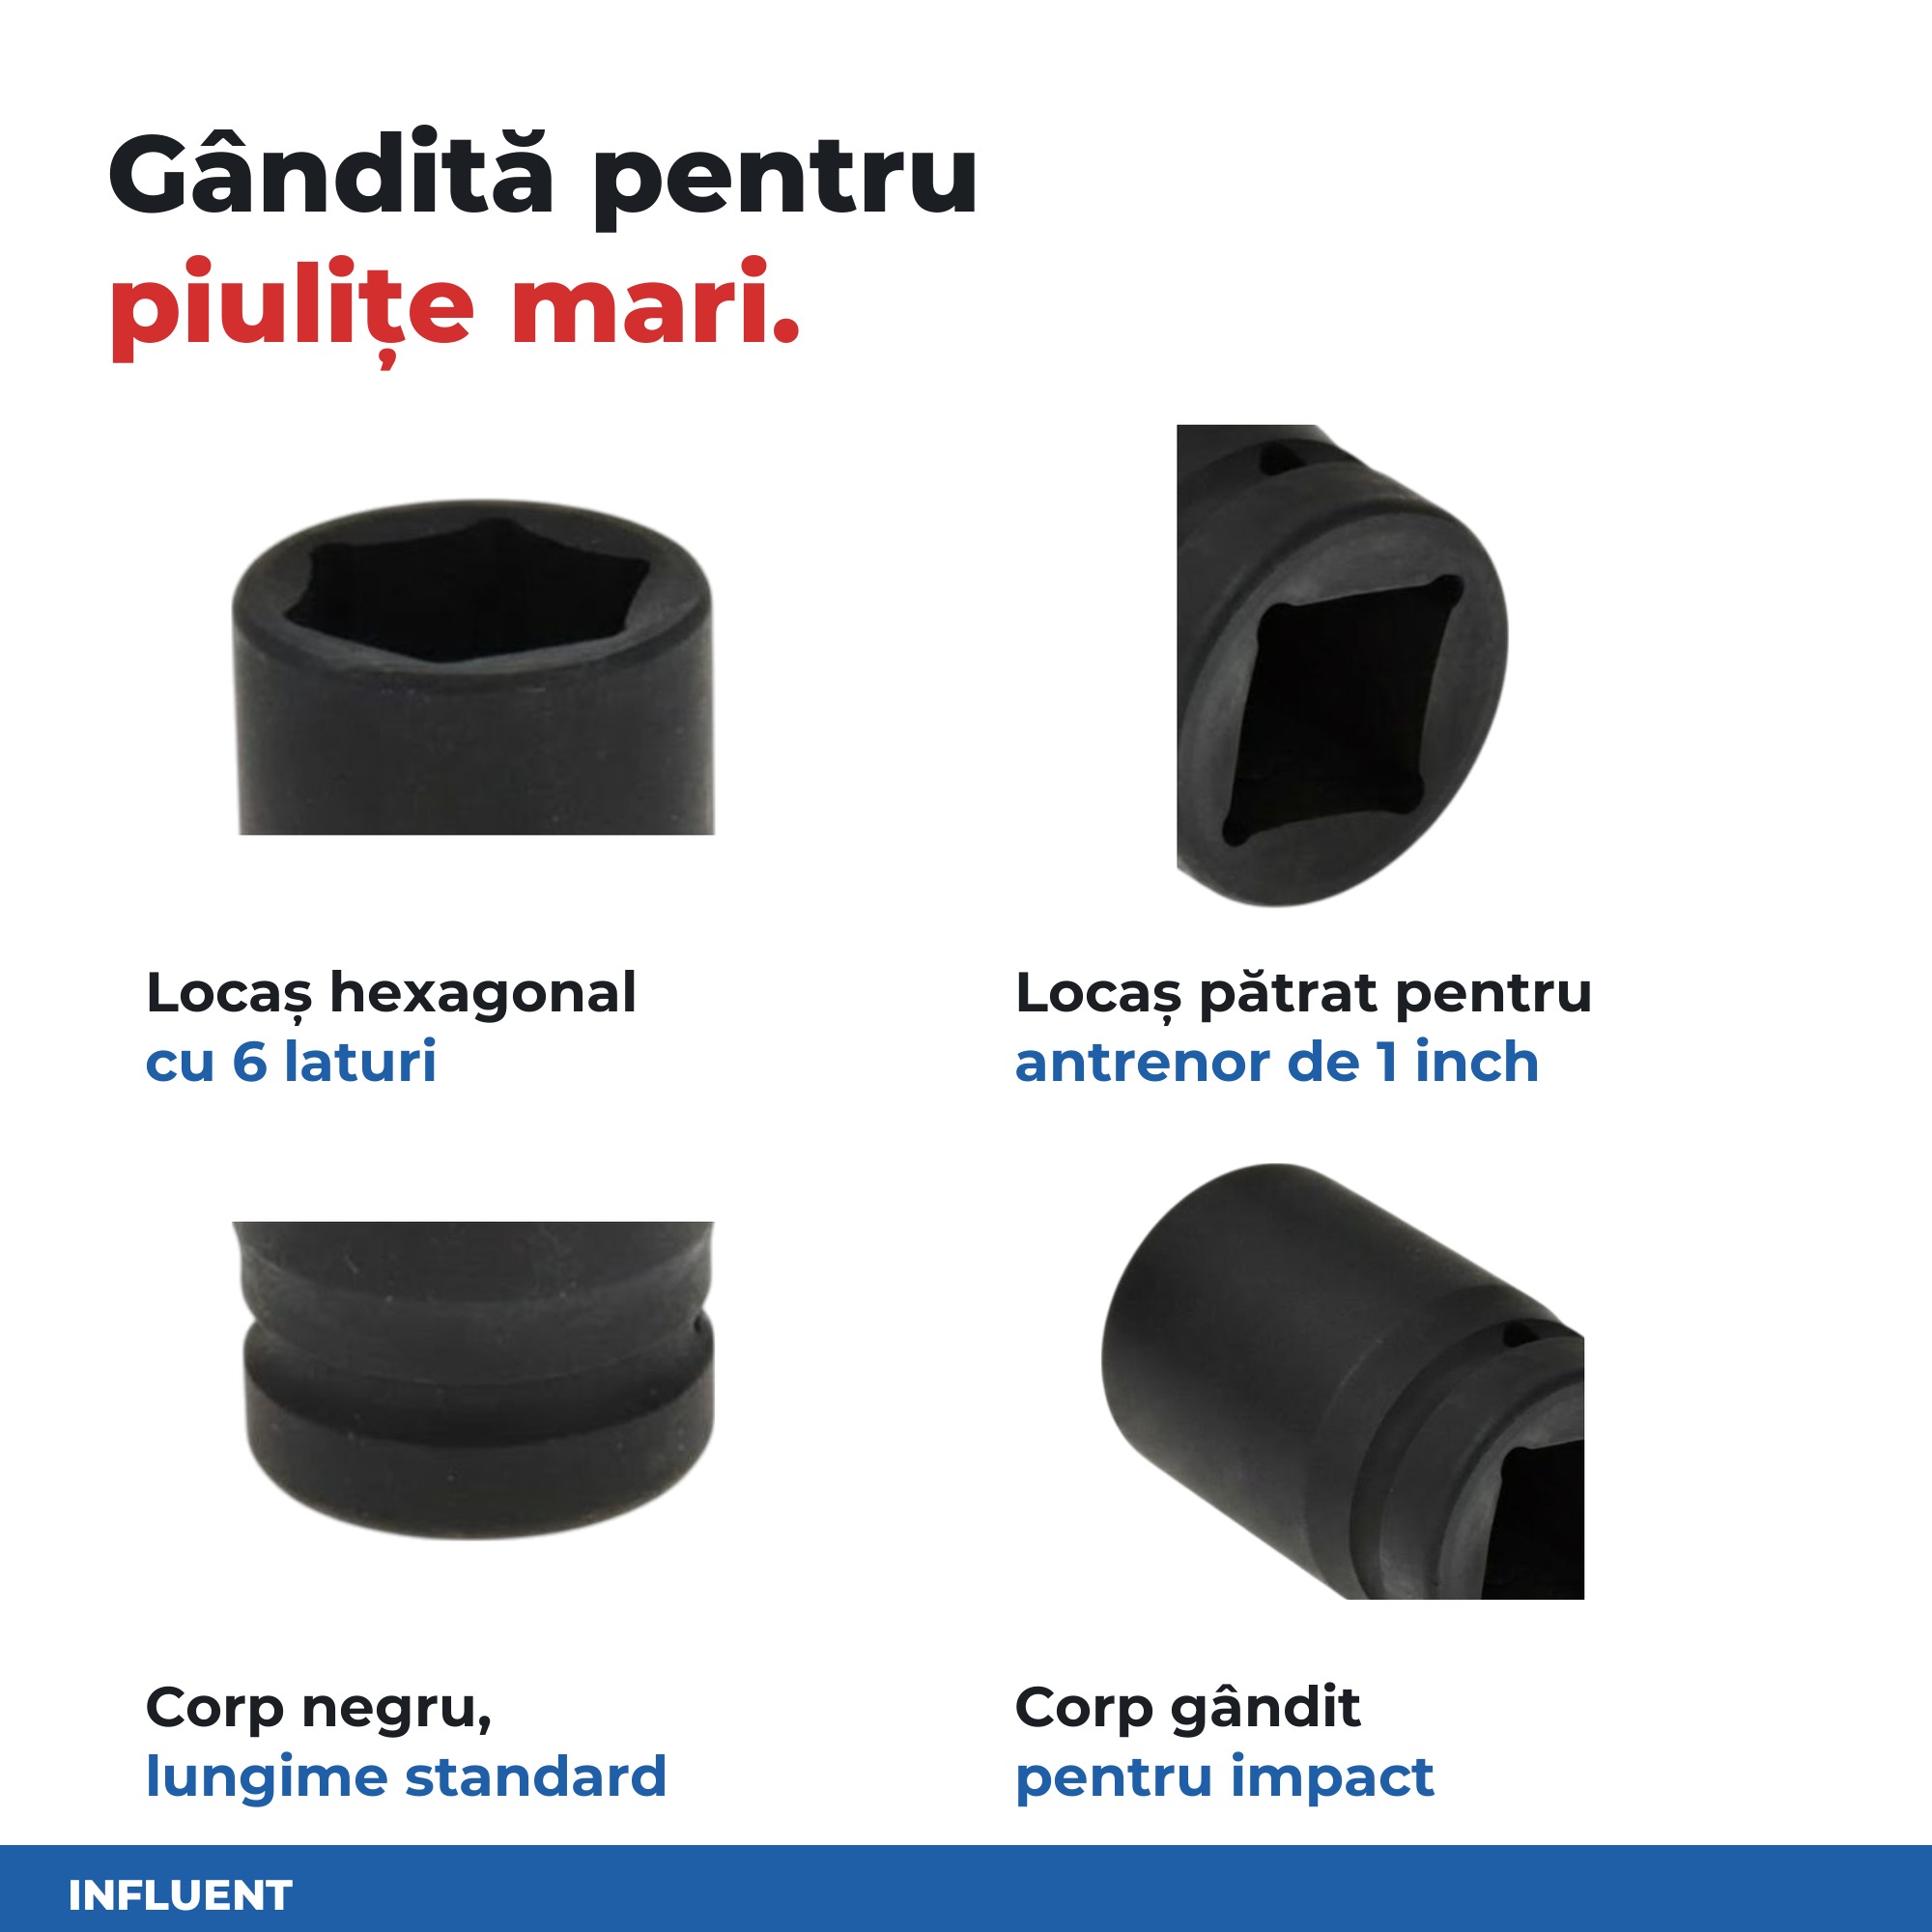 Gândită pentru
piulițe mari.
Locaș hexagonal
cu 6 laturi
Locaș pătrat pentru
antrenor de 1 inch
Corp negru,
lungime standard
Corp gândit
pentru impact
INFLUENT